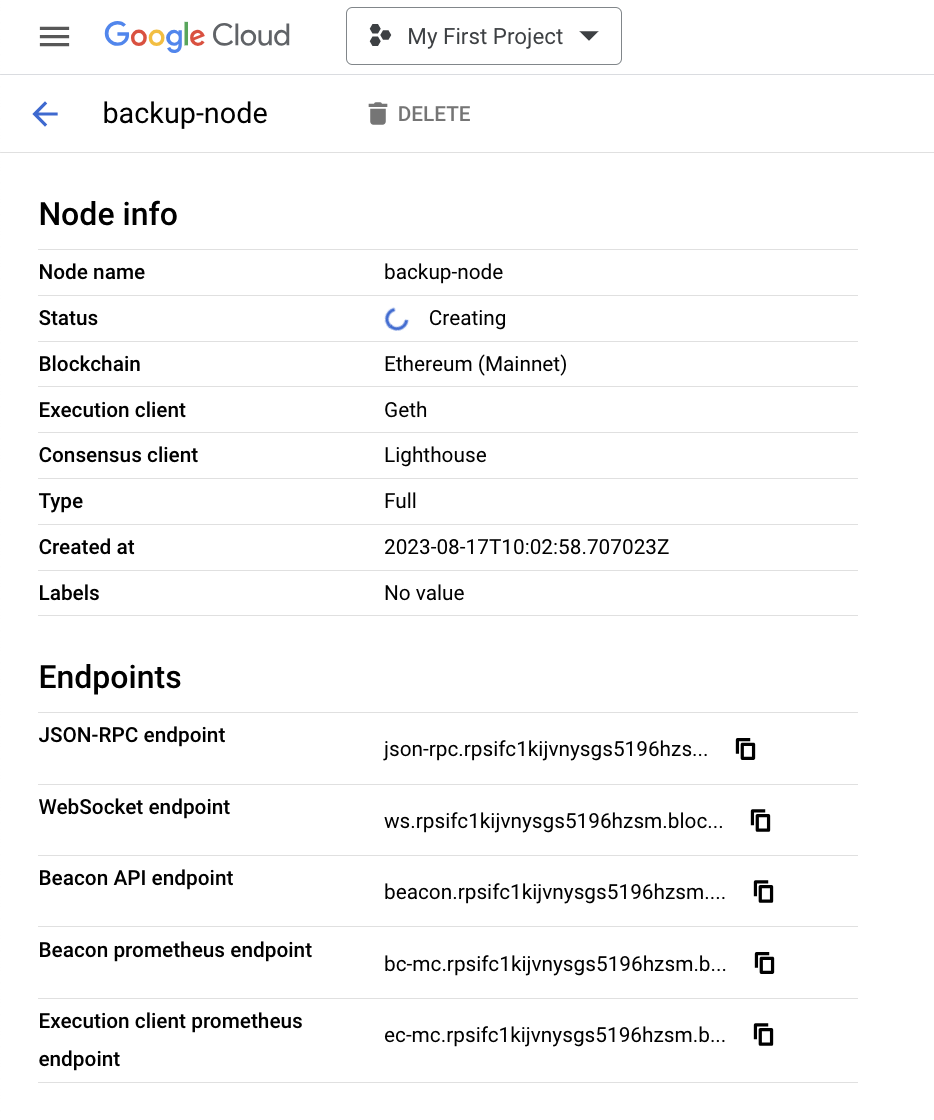 Google Cloud
My First Project
backup-node
DELETE
Node info
Node name backup-node
Status Creating
Blockchain Ethereum (Mainnet)
Execution client Geth
Consensus client Lighthouse
Type Full
Created at 2023-08-17T10:02:58.707023Z
Labels No value
Endpoints
JSON-RPC endpoint
json-rpc.rpsifc1kijvnysgs5196hzs...
WebSocket endpoint
ws.rpsifc1kijvnysgs5196hzsm.bloc...
Beacon API endpoint
beacon.rpsifc1kijvnysgs5196hzsm....
Beacon prometheus endpoint
bc-mc.rpsifc1kijvnysgs5196hzsm.b...
Execution client prometheus
endpoint
ec-mc.rpsifc1kijvnysgs5196hzsm.b...